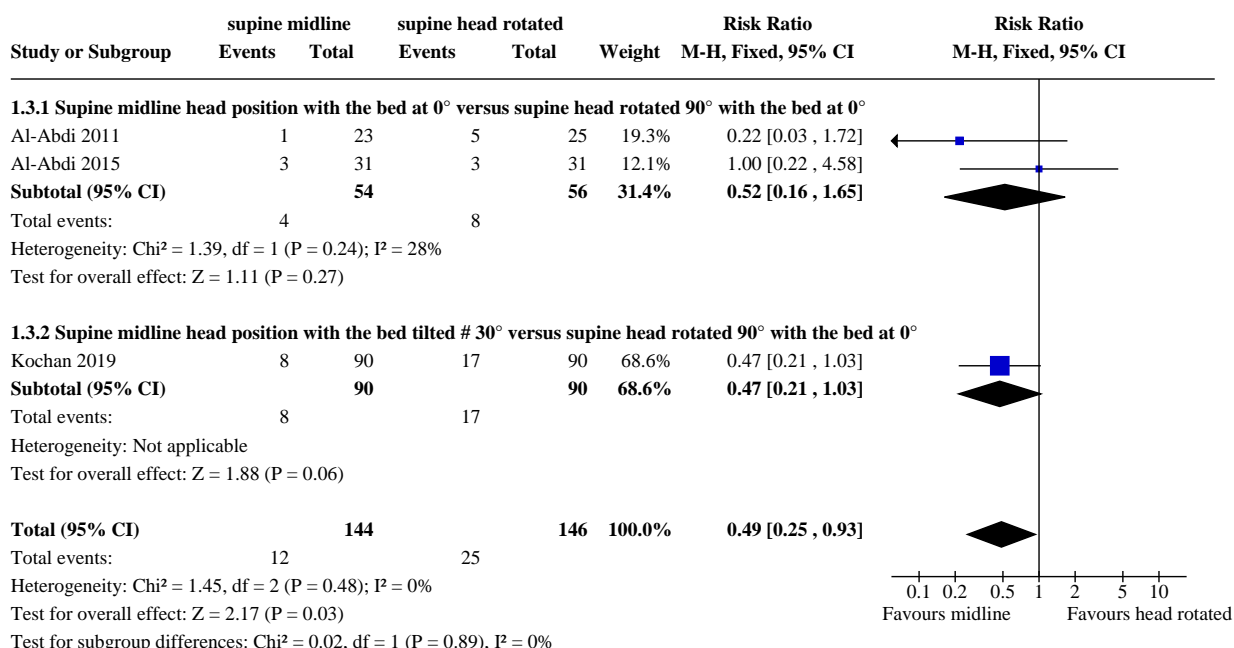 supine midline supine head rotated Risk Ratio Risk Ratio
Study or Subgroup Events Total Events Total Weight M-H, Fixed, 95% CI M-H, Fixed, 95% CI
1.3.1 Supine midline head position with the bed at 0° versus supine head rotated 90° with the bed at 0°
Al-Abdi 2011 1 23 5 25 19.3% 0.22 [0.03 , 1.72]
Al-Abdi 2015 3 31 3 31 12.1% 1.00 [0.22 , 4.58]
Subtotal (95% CI) 54 56 31.4% 0.52 [0.16 , 1.65]
Total events: 4 8
Heterogeneity: Chi² = 1.39, df = 1 (P = 0.24); I² = 28%
Test for overall effect: Z = 1.11 (P = 0.27)
1.3.2 Supine midline head position with the bed tilted # 30° versus supine head rotated 90° with the bed at 0°
Kochan 2019 8 90 17 90 68.6% 0.47 [0.21 , 1.03]
Subtotal (95% CI) 90 90 68.6% 0.47 [0.21 , 1.03]
Total events: 8 17
Heterogeneity: Not applicable
Test for overall effect: Z = 1.88 (P = 0.06)
Total (95% CI) 144 146 100.0% 0.49 [0.25 , 0.93]
Total events: 12 25
Heterogeneity: Chi² = 1.45, df = 2 (P = 0.48); I² = 0%
0.1 0.2 0.5 1 2 5 10
Test for overall effect: Z = 2.17 (P = 0.03)
Favours midline Favours head rotated
Test for subgroup differences: Chi² = 0.02, df = 1 (P = 0.89), I² = 0%